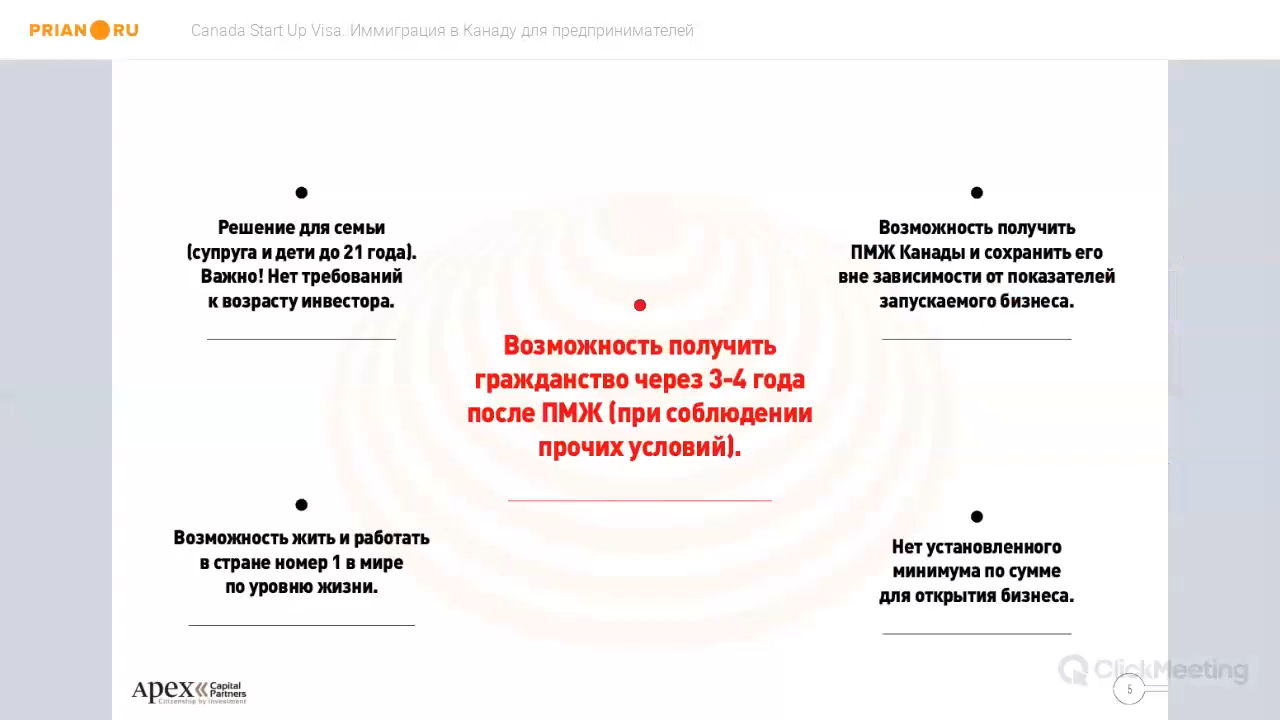 PRIAN RU
Canada Start Up Visa. Иммиграция в Канаду для предпринимателей
Решение для семьи
(супруга и дети до 21 года).
Важно! Нет требований
к возрасту инвестора.
Возможность получить
ПМЖ Канады и сохранить его
вне зависимости от показателей
запускаемого бизнеса.
Возможность получить
гражданство через 3-4 года
после ПМЖ (при соблюдении
прочих условий).
Возможность жить и работать
в стране номер 1 в мире
по уровню жизни.
Нет установленного
минимума по сумме
для открытия бизнеса.
Apex Capital
Partners
Citizenship by Investment
ClickMeeting
5